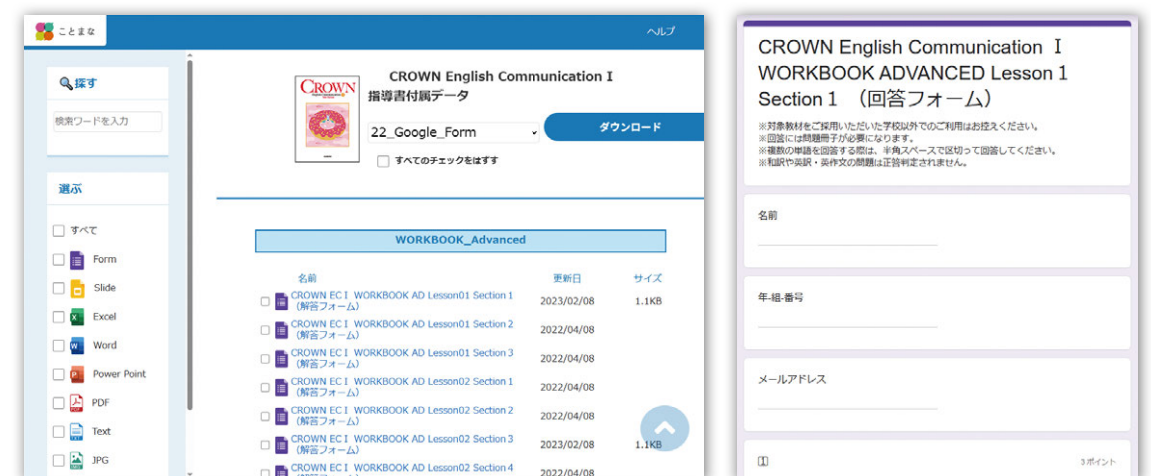 ことまな
ヘルプ
探す
検索ワードを入力
選ぶ
すべて
Form
Slide
Excel
Word
Power Point
PDF
Text
JPG
CROWN
CROWN English Communication I
指導書付属データ
22_Google_Form
ダウンロード
すべてのチェックをはずす
WORKBOOK_Advanced
名前 更新日 サイズ
CROWN EC I WORKBOOK AD Lesson01 Section 1
（解答フォーム） 2023/02/08 1.1KB
CROWN EC I WORKBOOK AD Lesson01 Section 2
（解答フォーム） 2022/04/08
CROWN EC I WORKBOOK AD Lesson01 Section 3
（解答フォーム） 2022/04/08
CROWN EC I WORKBOOK AD Lesson02 Section 1
（解答フォーム） 2022/04/08
CROWN EC I WORKBOOK AD Lesson02 Section 2
（解答フォーム） 2022/04/08
CROWN EC I WORKBOOK AD Lesson02 Section 3
（解答フォーム） 2023/02/08 1.1KB
CROWN EC I WORKBOOK AD Lesson02 Section 4
2022/04/08
CROWN English Communication Ⅰ
WORKBOOK ADVANCED Lesson 1
Section 1 （回答フォーム）
※対象教材をご採用いただいた学校以外でのご利用はお控えください。
※回答には問題冊子が必要になります。
※複数の単語を回答する際は、半角スペースで区切って回答してください。
※和訳や英訳・英作文の問題は正答判定されません。
名前
年-組-番号
メールアドレス
3 ポイント